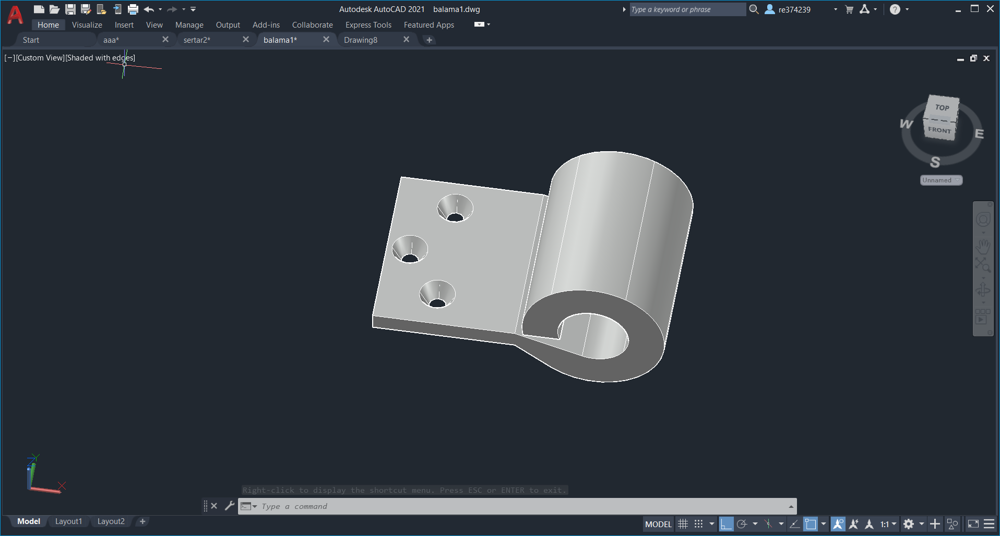 Autodesk AutoCAD 2021 balama1.dwg
Type a keyword or phrase
re374239
Home Visualize Insert View Manage Output Add-ins Collaborate Express Tools Featured Apps
Start aaa* sertar2* balama1* Drawing8
[−][Custom View][Shaded with edges]
TOP
FRONT
W
E
S
Unnamed
Y
Z
X
Right-click to display the shortcut menu. Press ESC or ENTER to exit.
Type a command
Model Layout1 Layout2
MODEL 1:1